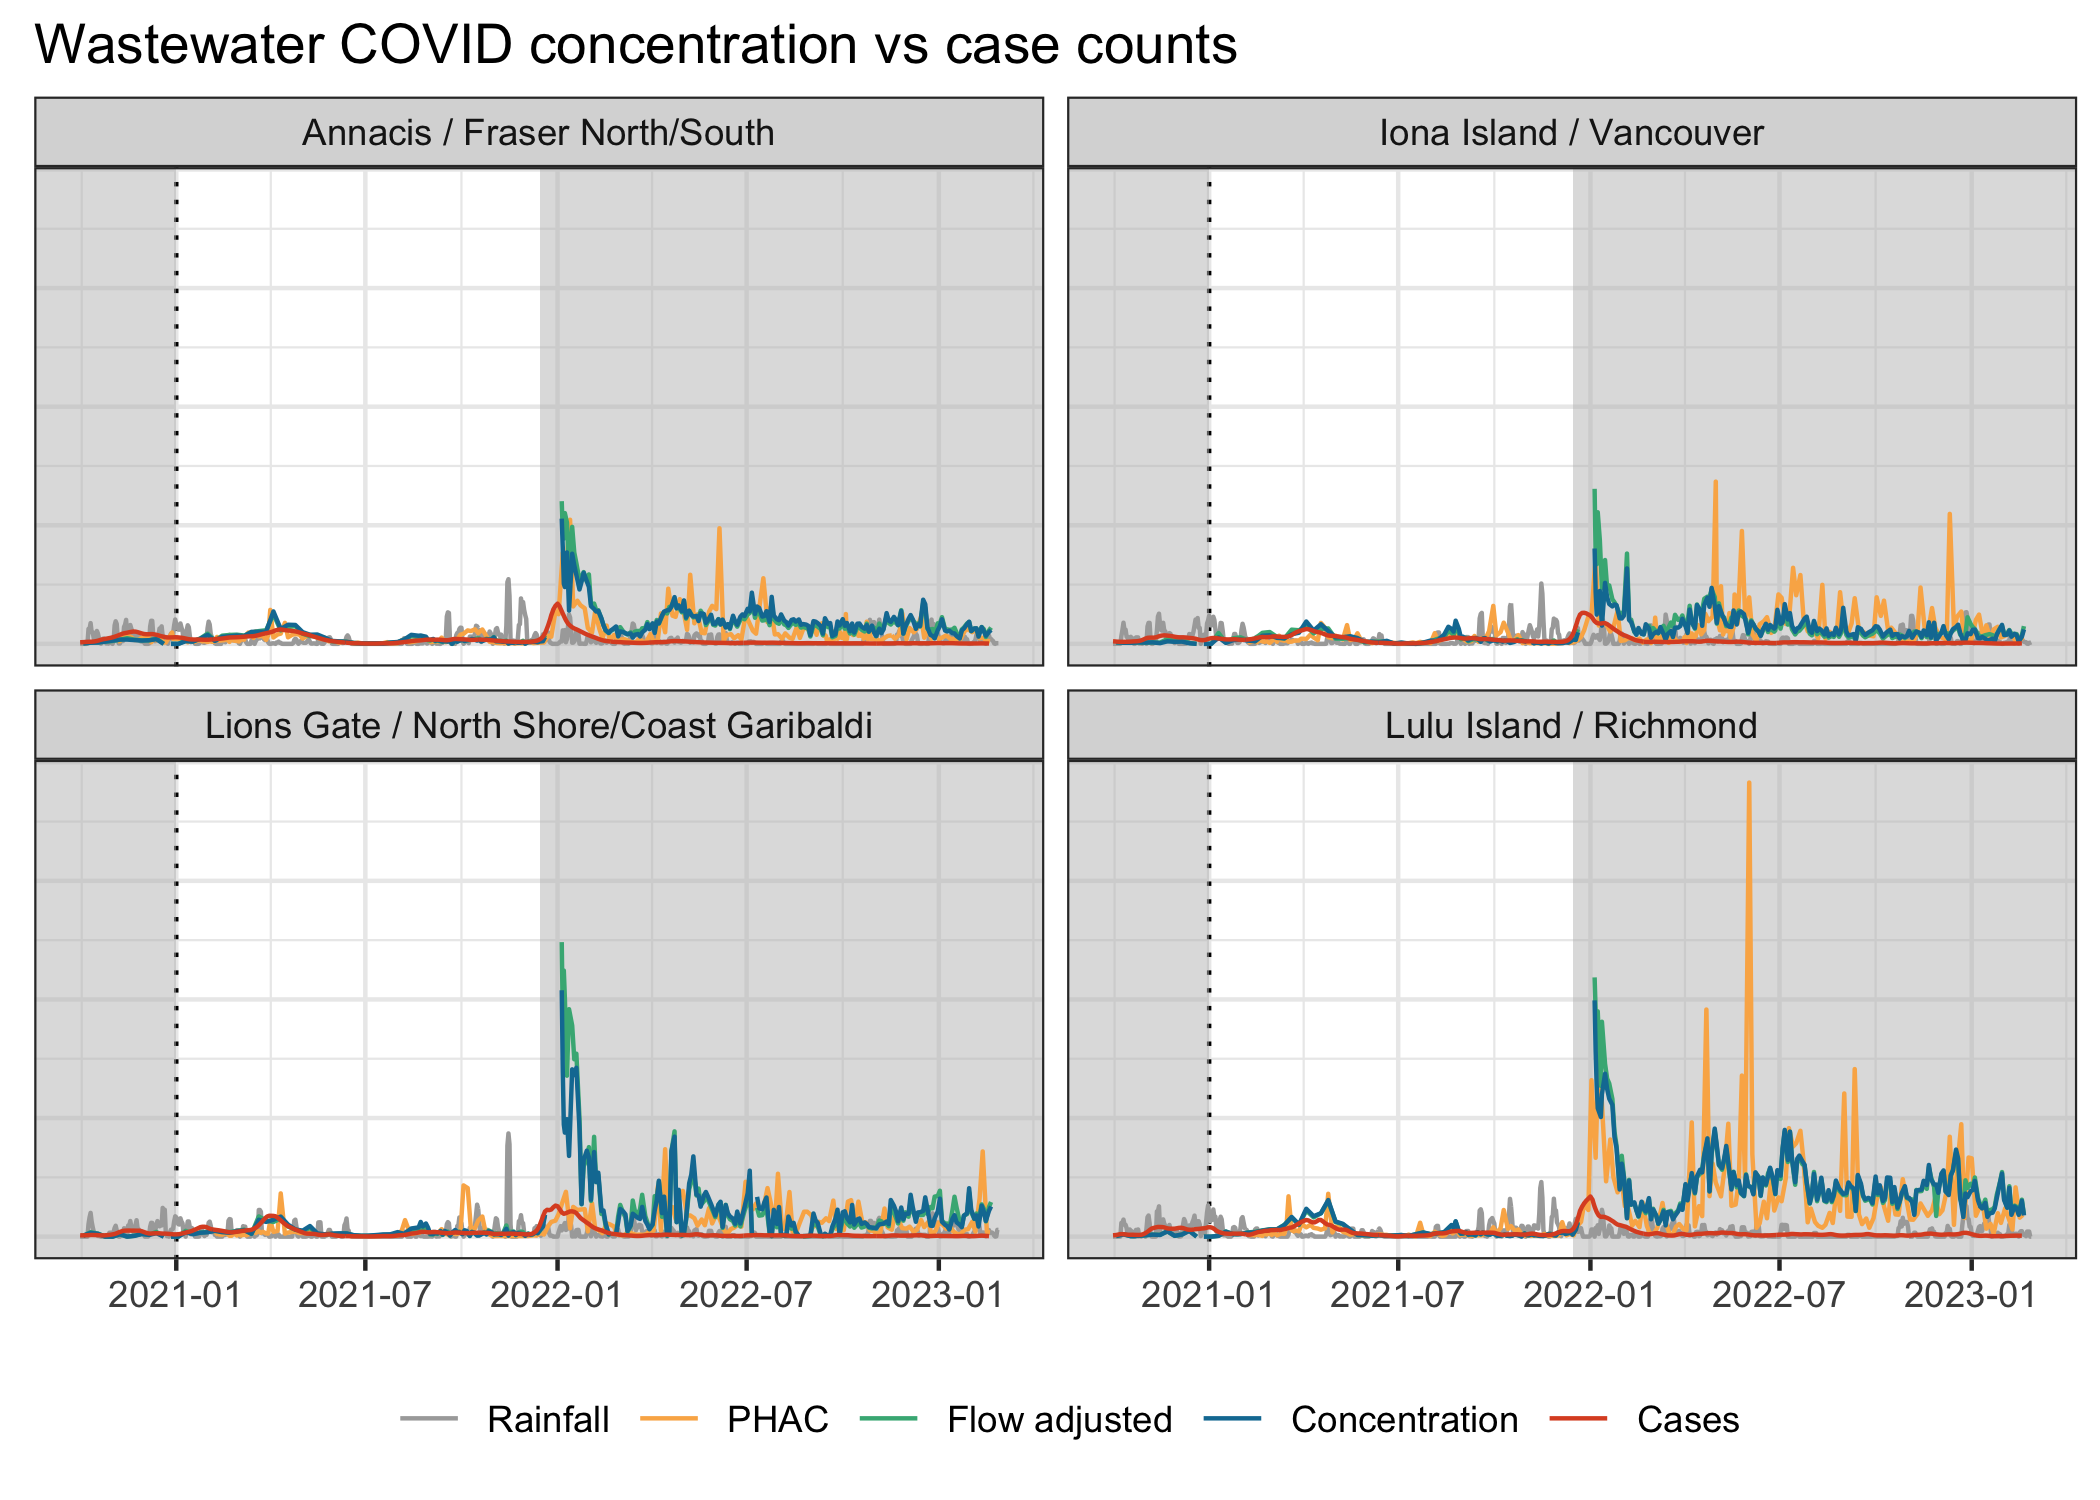 Wastewater COVID concentration vs case counts
Annacis / Fraser North/South
Iona Island / Vancouver
Lions Gate / North Shore/Coast Garibaldi
Lulu Island / Richmond
2021-01 2021-07 2022-01 2022-07 2023-01
2021-01 2021-07 2022-01 2022-07 2023-01
Rainfall PHAC Flow adjusted Concentration Cases